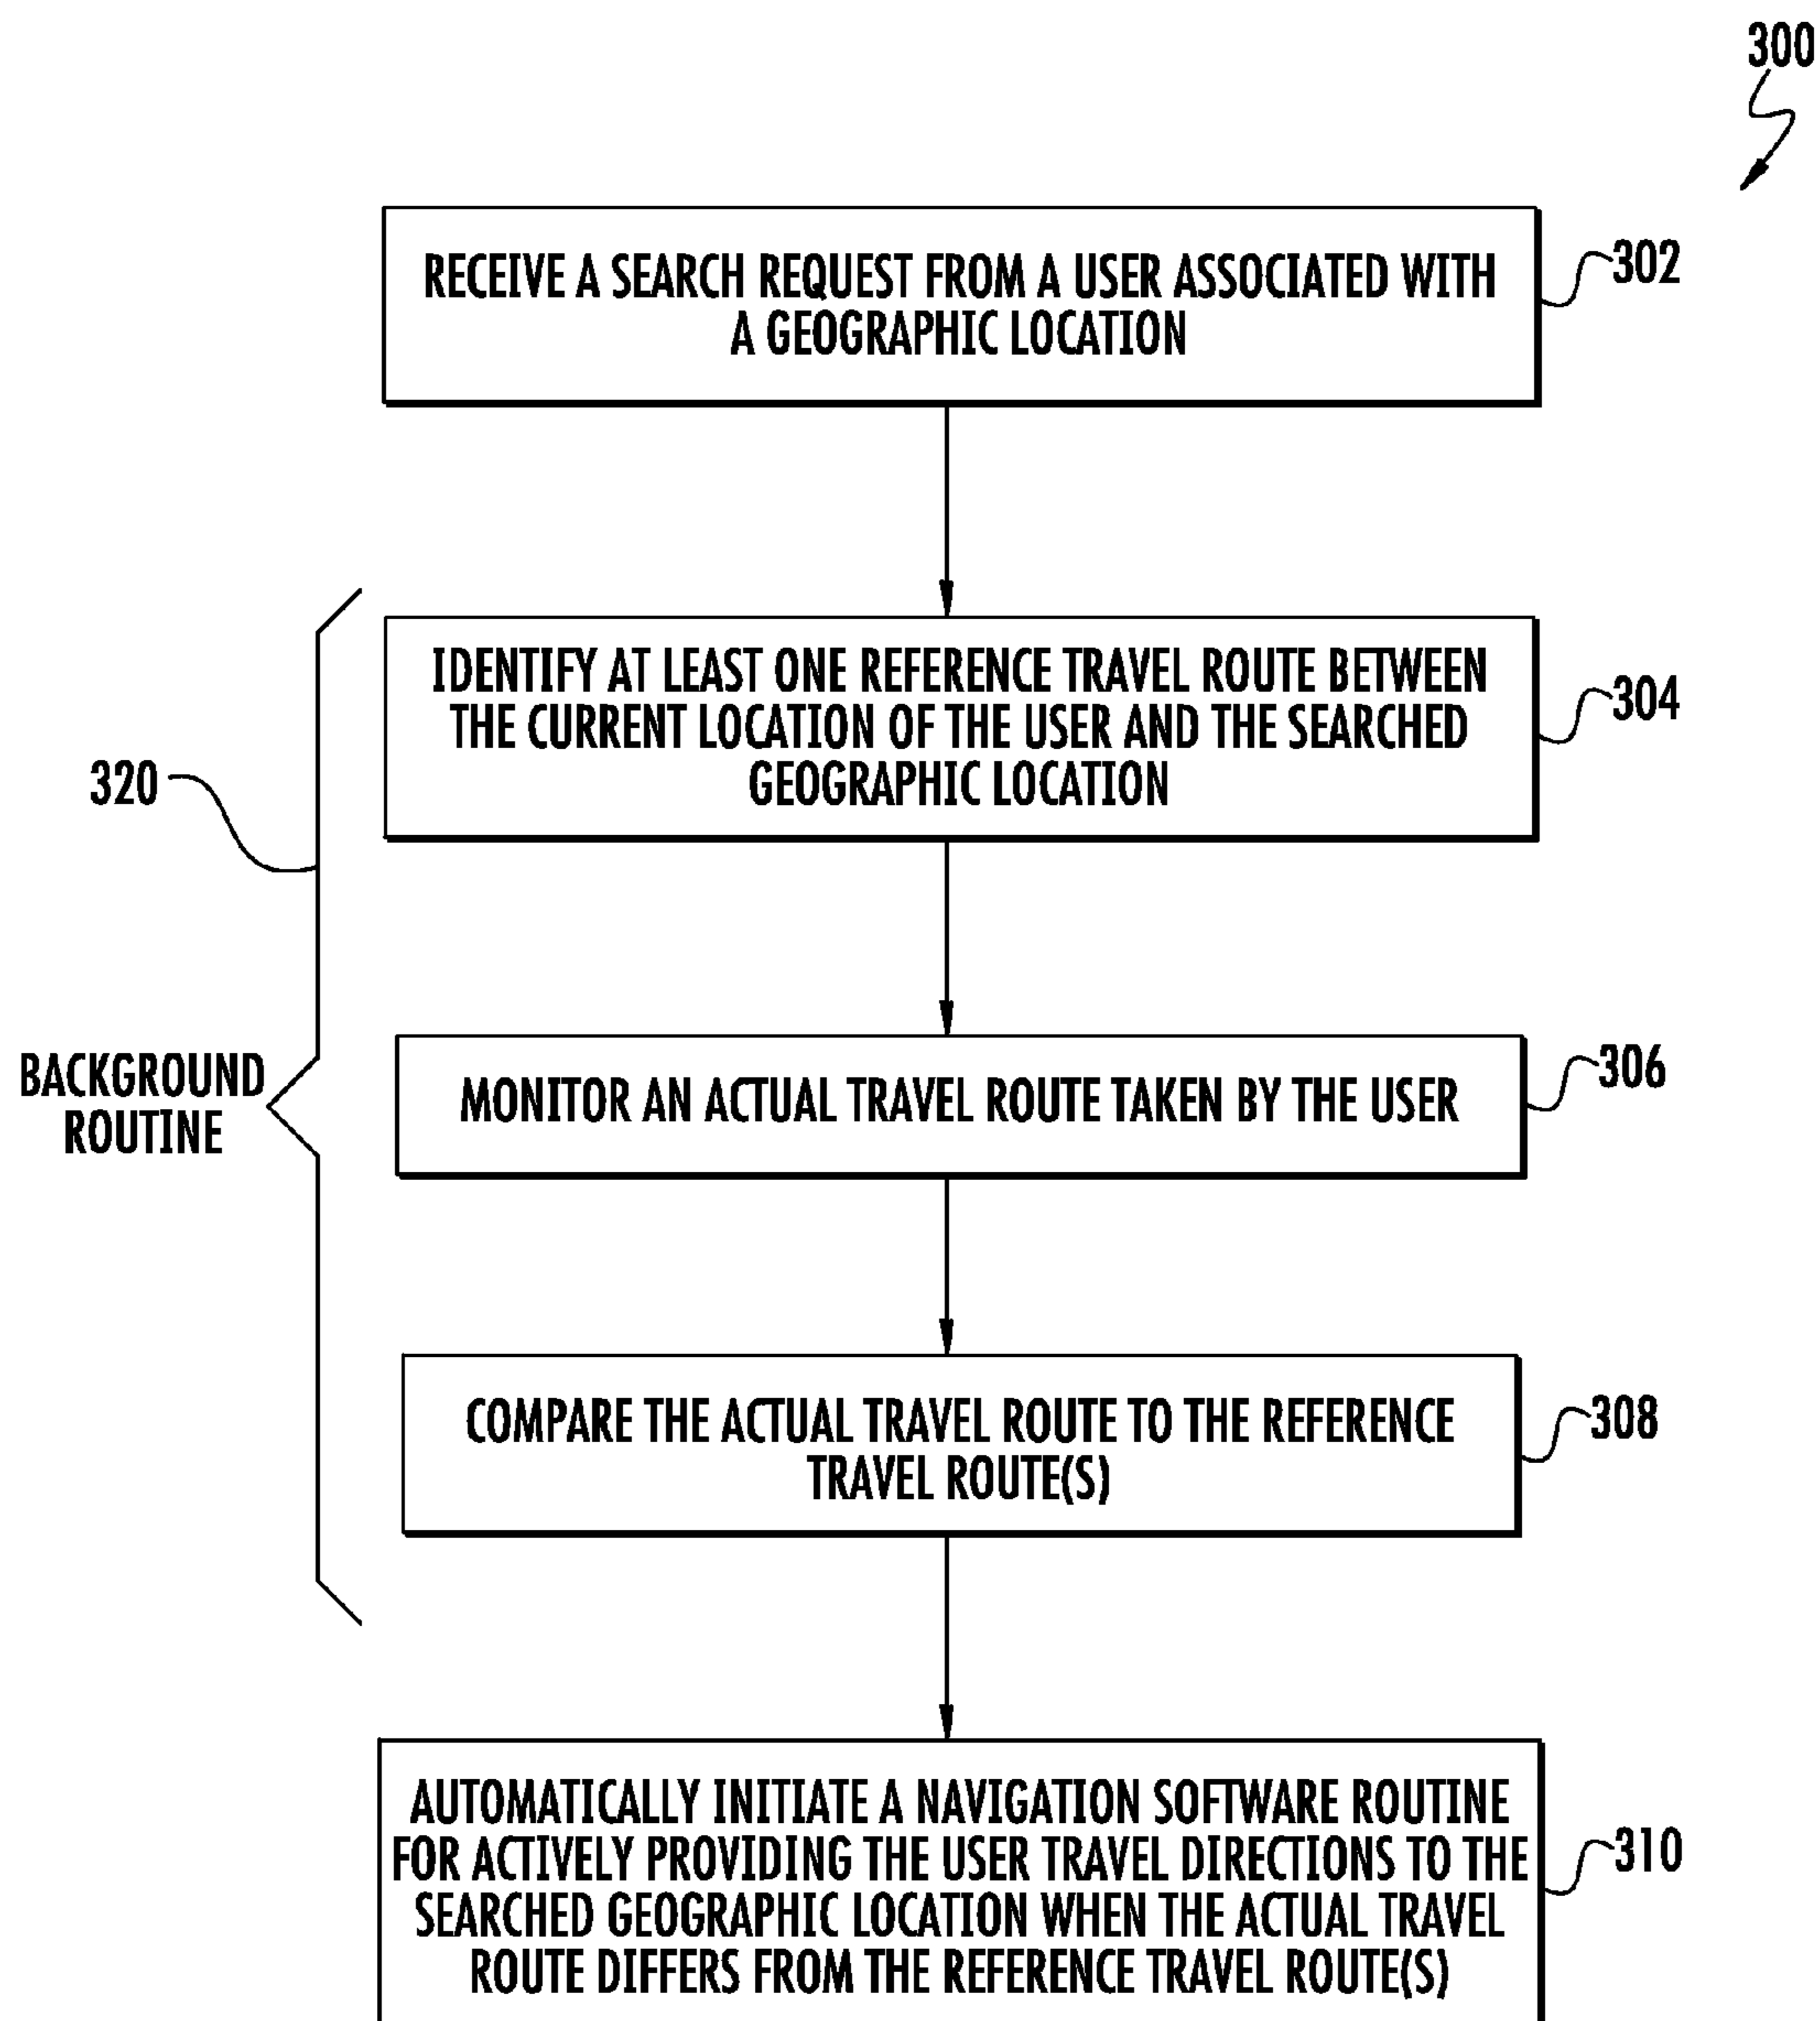 300
RECEIVE A SEARCH REQUEST FROM A USER ASSOCIATED WITH
A GEOGRAPHIC LOCATION
302
IDENTIFY AT LEAST ONE REFERENCE TRAVEL ROUTE BETWEEN
THE CURRENT LOCATION OF THE USER AND THE SEARCHED
GEOGRAPHIC LOCATION
304
320
BACKGROUND
ROUTINE
MONITOR AN ACTUAL TRAVEL ROUTE TAKEN BY THE USER
306
COMPARE THE ACTUAL TRAVEL ROUTE TO THE REFERENCE
TRAVEL ROUTE(S)
308
AUTOMATICALLY INITIATE A NAVIGATION SOFTWARE ROUTINE
FOR ACTIVELY PROVIDING THE USER TRAVEL DIRECTIONS TO THE
SEARCHED GEOGRAPHIC LOCATION WHEN THE ACTUAL TRAVEL
ROUTE DIFFERS FROM THE REFERENCE TRAVEL ROUTE(S)
310